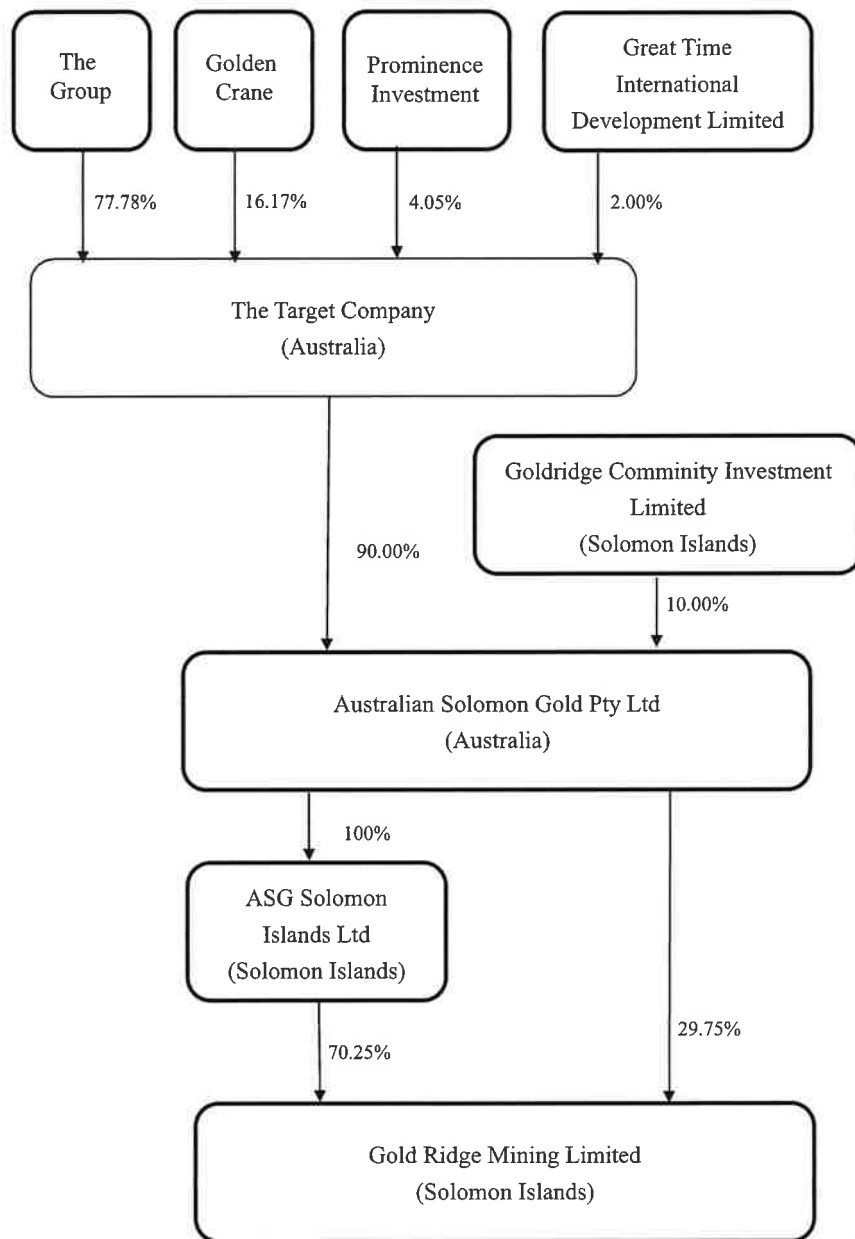 The
Group
Golden
Crane
Prominence
Investment
Great Time
International
Development Limited
77.78%
16.17%
4.05%
2.00%
The Target Company
(Australia)
Goldridge Comminity Investment
Limited
(Solomon Islands)
90.00%
10.00%
Australian Solomon Gold Pty Ltd
(Australia)
100%
ASG Solomon
Islands Ltd
(Solomon Islands)
70.25%
29.75%
Gold Ridge Mining Limited
(Solomon Islands)